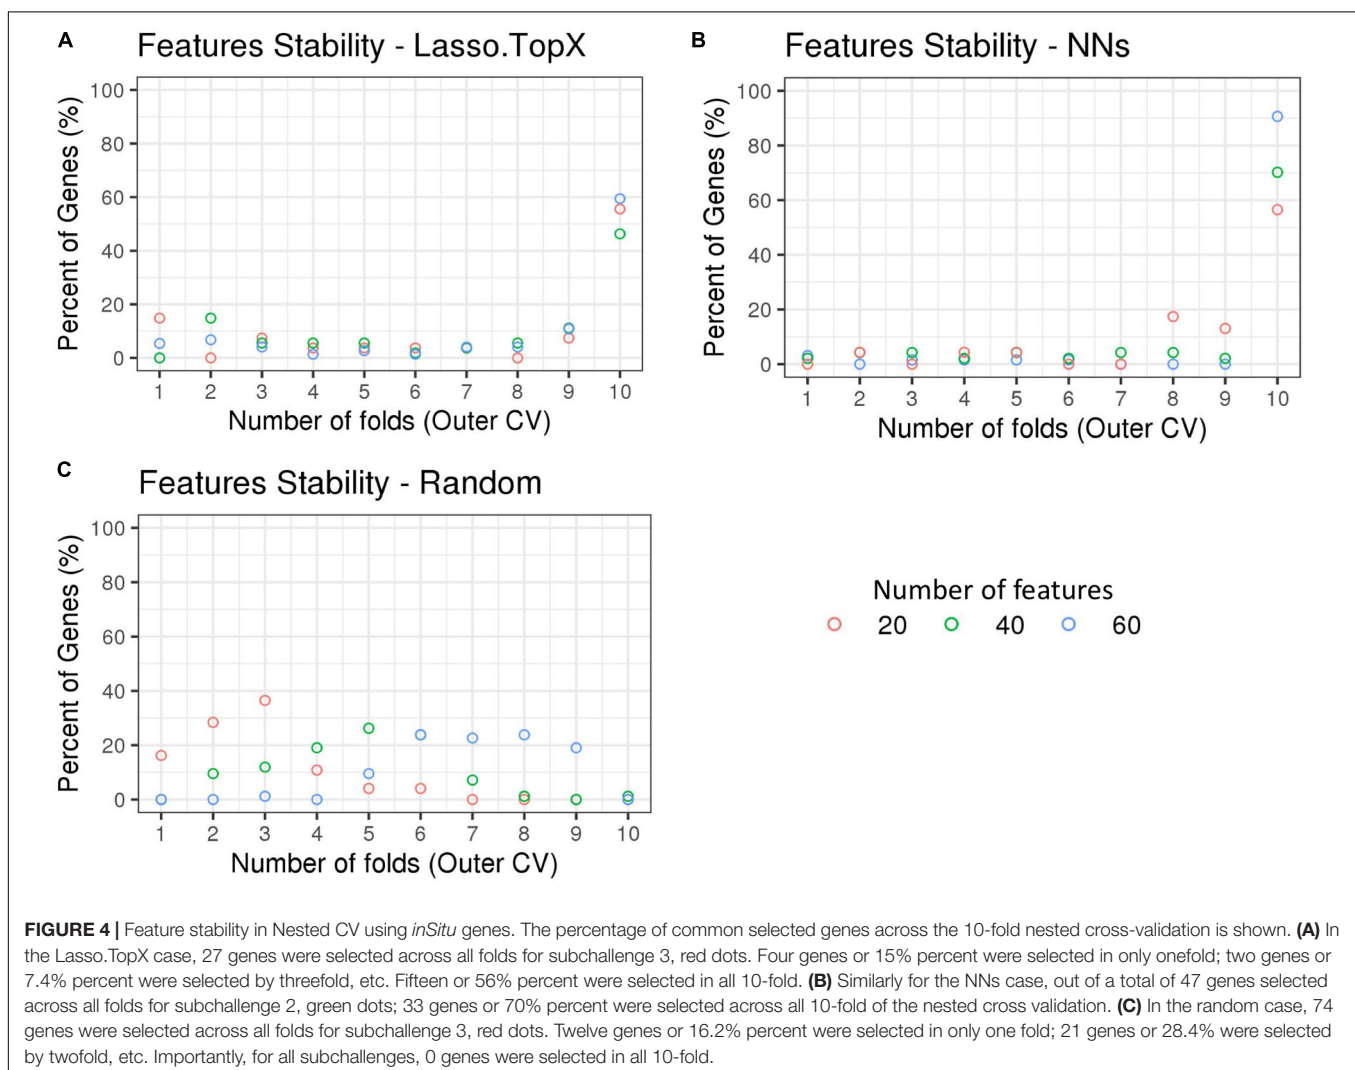 A
Features Stability - Lasso.TopX
Percent of Genes (%)
100
80
60
40
20
0
1 2 3 4 5 6 7 8 9 10
Number of folds (Outer CV)
B
Features Stability - NNs
Percent of Genes (%)
100
80
60
40
20
0
1 2 3 4 5 6 7 8 9 10
Number of folds (Outer CV)
C
Features Stability - Random
Percent of Genes (%)
100
80
60
40
20
0
1 2 3 4 5 6 7 8 9 10
Number of folds (Outer CV)
Number of features
20 40 60
FIGURE 4 | Feature stability in Nested CV using inSitu genes. The percentage of common selected genes across the 10-fold nested cross-validation is shown. (A) In
the Lasso.TopX case, 27 genes were selected across all folds for subchallenge 3, red dots. Four genes or 15% percent were selected in only onefold; two genes or
7.4% percent were selected by threefold, etc. Fifteen or 56% percent were selected in all 10-fold. (B) Similarly for the NNs case, out of a total of 47 genes selected
across all folds for subchallenge 2, green dots; 33 genes or 70% percent were selected across all 10-fold of the nested cross validation. (C) In the random case, 74
genes were selected across all folds for subchallenge 3, red dots. Twelve genes or 16.2% percent were selected in only one fold; 21 genes or 28.4% were selected
by twofold, etc. Importantly, for all subchallenges, 0 genes were selected in all 10-fold.